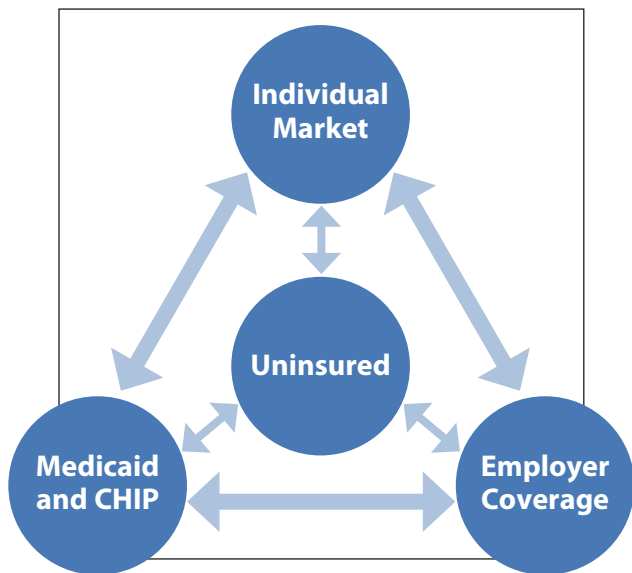 Individual
Market
Uninsured
Medicaid
and CHIP
Employer
Coverage